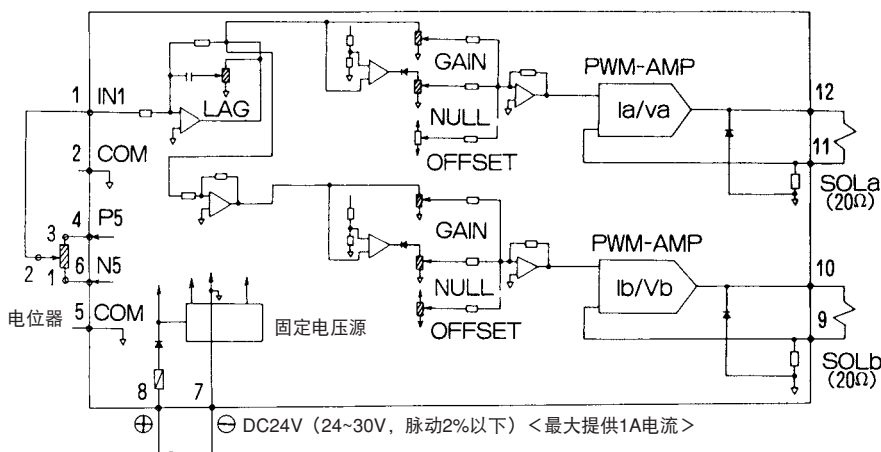 PWM-AMP
GAIN
1 IN1
LAG
Ia/va
12
NULL
2 COM
11
OFFSET
SOLa
(20Ω)
4 P5
3
GAIN
PWM-AMP
2
6 N5
1
Ib/Vb
10
NULL
电位器
5 COM
固定电压源
9
OFFSET
SOLb
(20Ω)
8
7
⊕
⊖ DC24V（24~30V，脉动2%以下）＜最大提供1A电流＞